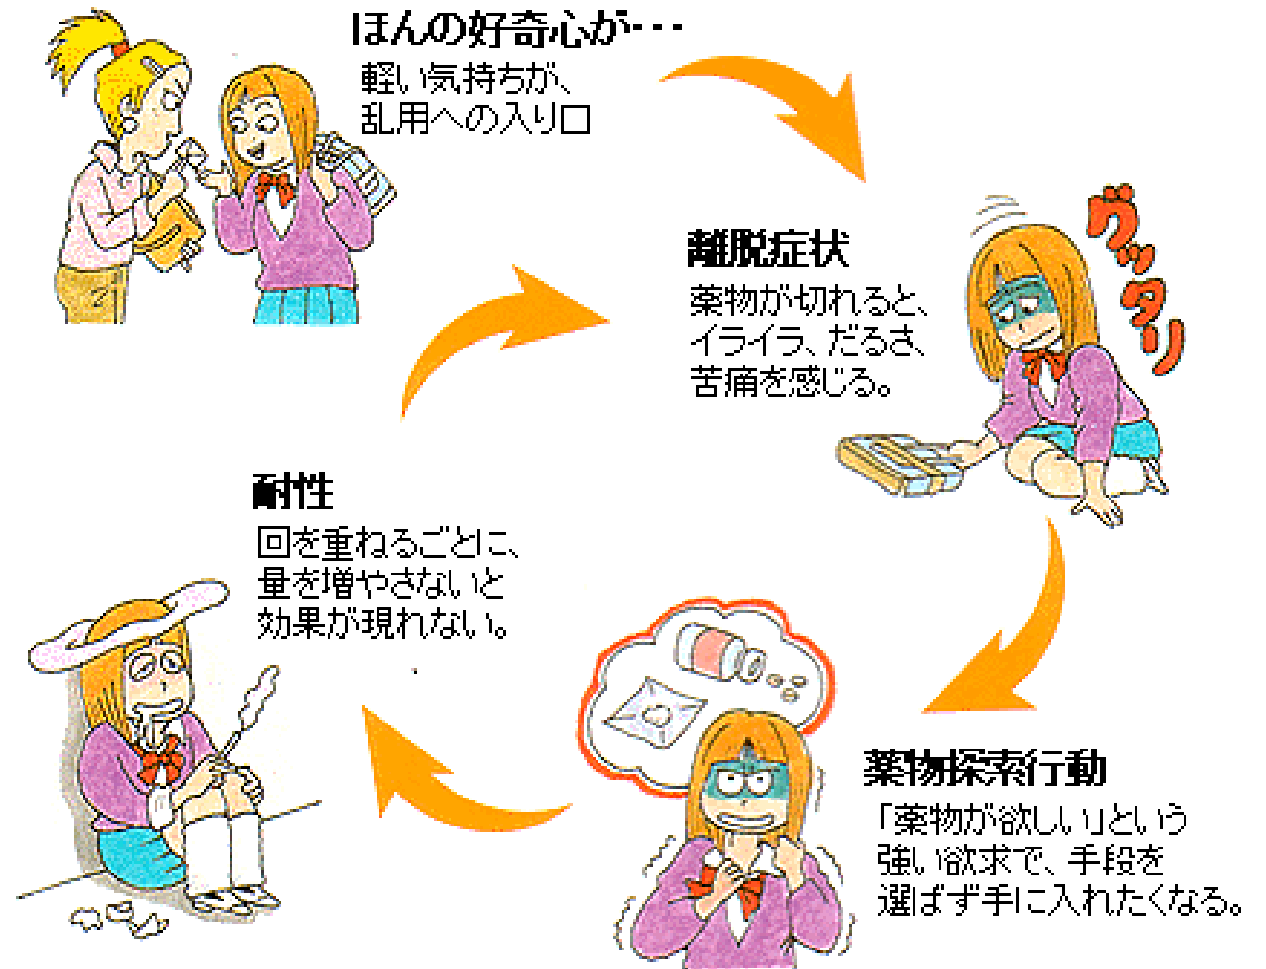 ほんの好奇心が・・・
軽い気持ちが、
乱用への入り口
離脱症状
薬物が切れると、
イライラ、だるさ、
苦痛を感じる。
グッタリ
薬物探索行動
「薬物が欲しい」という
強い欲求で、手段を
選ばず手に入れたくなる。
耐性
回を重ねるごとに、
量を増やさないと
効果が現れない。